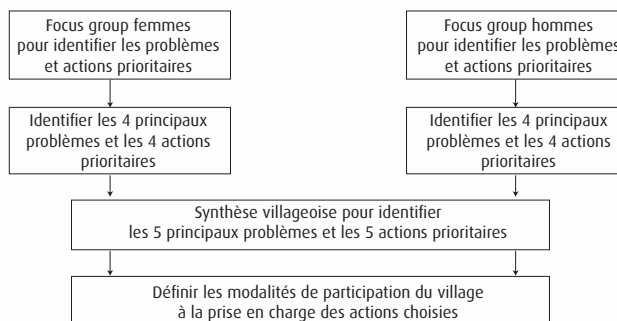 Focus group femmes
pour identifier les problèmes
et actions prioritaires
Focus group hommes
pour identifier les problèmes
et actions prioritaires
Identifier les 4 principaux
problèmes et les 4 actions
prioritaires
Identifier les 4 principaux
problèmes et les 4 actions
prioritaires
Synthèse villageoise pour identifier
les 5 principaux problèmes et les 5 actions prioritaires
Définir les modalités de participation du village
à la prise en charge des actions choisies